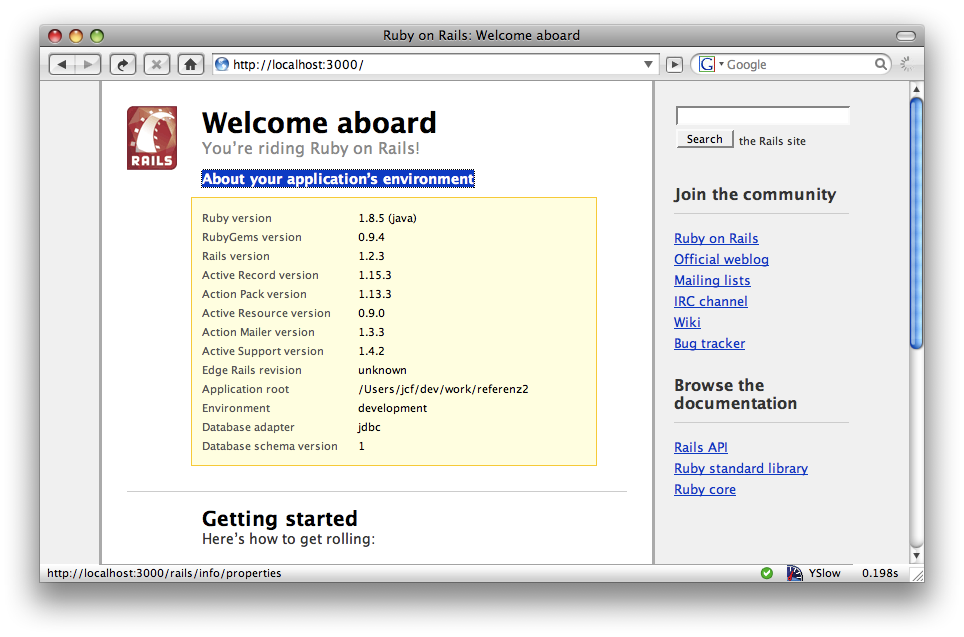 Ruby on Rails: Welcome aboard
http://localhost:3000/
G Google
RAILS
Welcome aboard
You're riding Ruby on Rails!
About your application's environment
Ruby version 1.8.5 (java)
RubyGems version 0.9.4
Rails version 1.2.3
Active Record version 1.15.3
Action Pack version 1.13.3
Active Resource version 0.9.0
Action Mailer version 1.3.3
Active Support version 1.4.2
Edge Rails revision unknown
Application root /Users/jcf/dev/work/referenz2
Environment development
Database adapter jdbc
Database schema version 1
Getting started
Here's how to get rolling:
Search the Rails site
Join the community
Ruby on Rails
Official weblog
Mailing lists
IRC channel
Wiki
Bug tracker
Browse the
documentation
Rails API
Ruby standard library
Ruby core
http://localhost:3000/rails/info/properties YSlow 0.198s